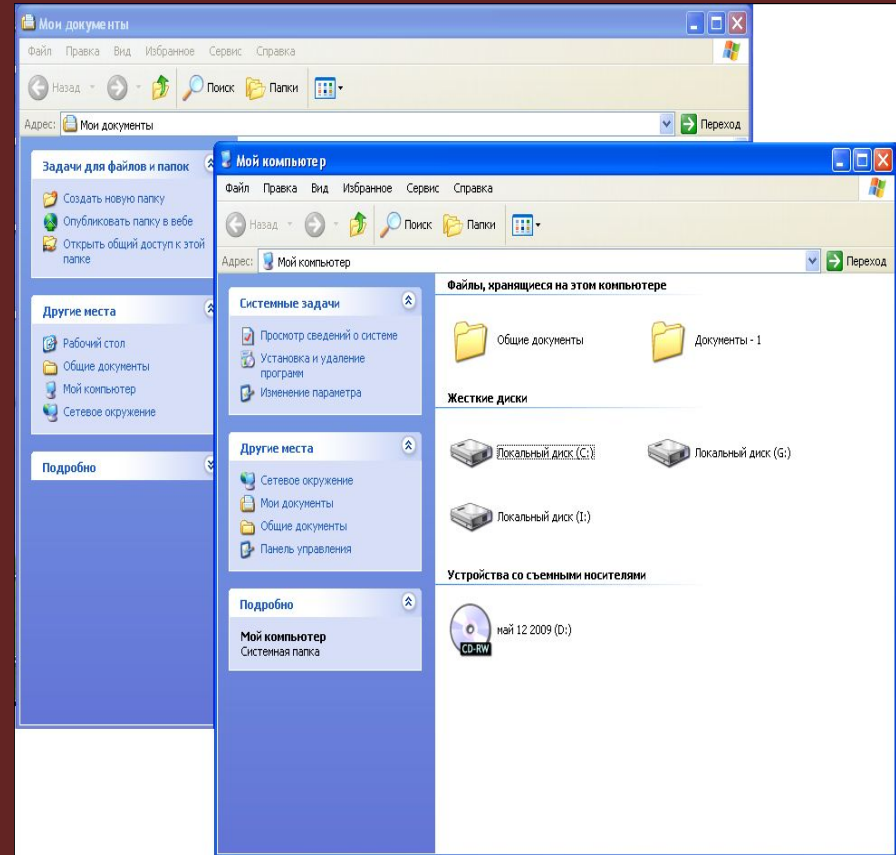 Мои документы
Файл Правка Вид Избранное Сервис Справка
Назад Поиск Папки
Адрес: Мои документы Переход
Задачи для файлов и папок
Создать новую папку
Опубликовать папку в вебе
Открыть общий доступ к этой
папке
Другие места
Рабочий стол
Общие документы
Мой компьютер
Сетевое окружение
Подробно
Мой компьютер
Файл Правка Вид Избранное Сервис Справка
Назад Поиск Папки
Адрес: Мой компьютер Переход
Системные задачи
Просмотр сведений о системе
Установка и удаление
программ
Изменение параметра
Другие места
Сетевое окружение
Мои документы
Общие документы
Панель управления
Подробно
Мой компьютер
Системная папка
Файлы, хранящиеся на этом компьютере
Общие документы Документы - 1
Жесткие диски
Локальный диск (C:) Локальный диск (G:)
Локальный диск (I:)
Устройства со съемными носителями
май 12 2009 (D:)
CD-RW